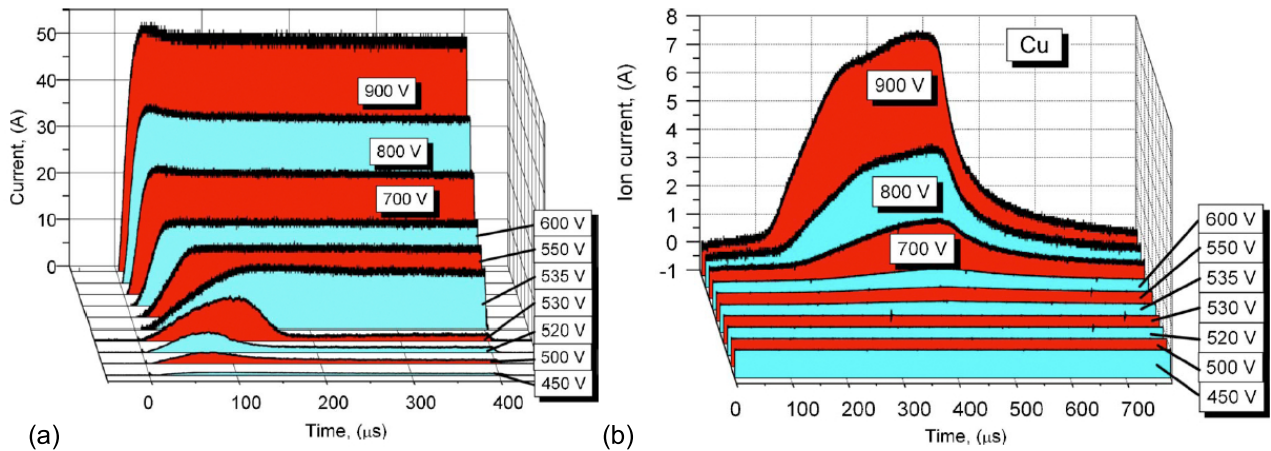 50
40
30
20
10
0
Current, (A)
900 V
800 V
700 V
600 V
550 V
535 V
530 V
520 V
500 V
450 V
0 100 200 300 400
Time, (μs)
(a)
8
7
6
5
4
3
2
1
0
-1
Ion current, (A)
Cu
900 V
800 V
700 V
600 V
550 V
535 V
530 V
520 V
500 V
450 V
0 100 200 300 400 500 600 700
Time, (μs)
(b)